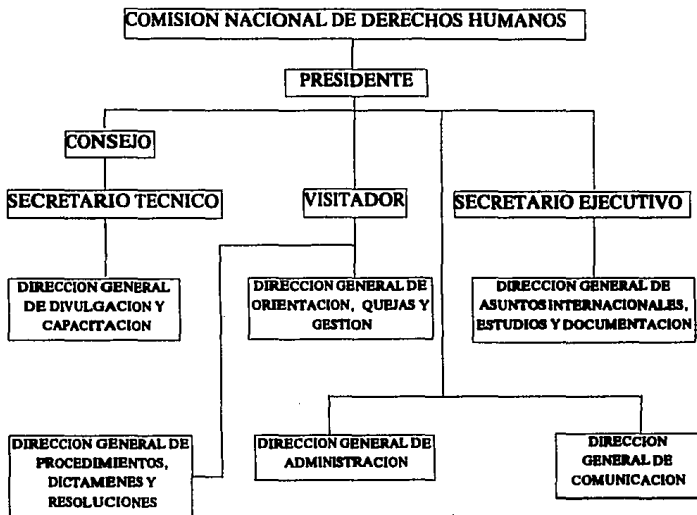 COMISION NACIONAL DE DERECHOS HUMANOS
PRESIDENTE
CONSEJO
SECRETARIO TECNICO
VISITADOR
SECRETARIO EJECUTIVO
DIRECCION GENERAL
DE DIVULGACION Y
CAPACITACION
DIRECCION GENERAL DE
ORIENTACION, QUEJAS Y
GESTION
DIRECCION GENERAL DE
ASUNTOS INTERNACIONALES,
ESTUDIOS Y DOCUMENTACION
DIRECCION GENERAL DE
PROCEDIMIENTOS,
DICTAMENES Y
RESOLUCIONES
DIRECCION GENERAL DE
ADMINISTRACION
DIRECCION
GENERAL DE
COMUNICACION